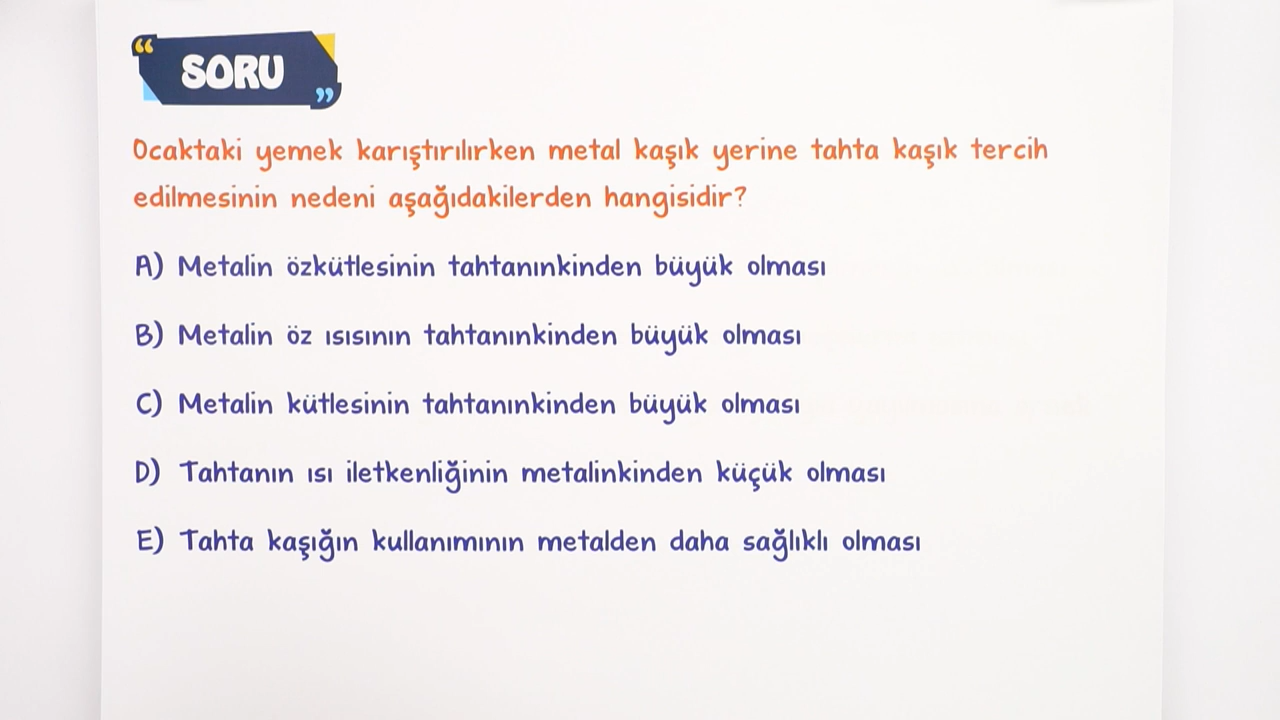 SORU
Ocaktaki yemek karıştırılırken metal kaşık yerine tahta kaşık tercih
edilmesinin nedeni aşağıdakilerden hangisidir?
A) Metalin özkütlesinin tahtanınkinden büyük olması
B) Metalin öz ısısının tahtanınkinden büyük olması
C) Metalin kütlesinin tahtanınkinden büyük olması
D) Tahtanın ısı iletkenliğinin metalinkinden küçük olması
E) Tahta kaşığın kullanımının metalden daha sağlıklı olması